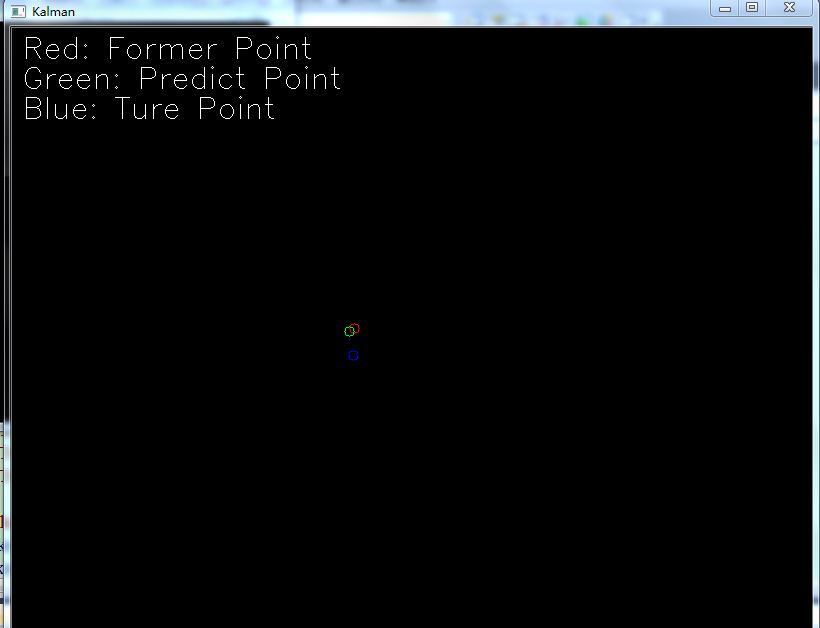 Kalman
Red: Former Point
Green: Predict Point
Blue: Ture Point